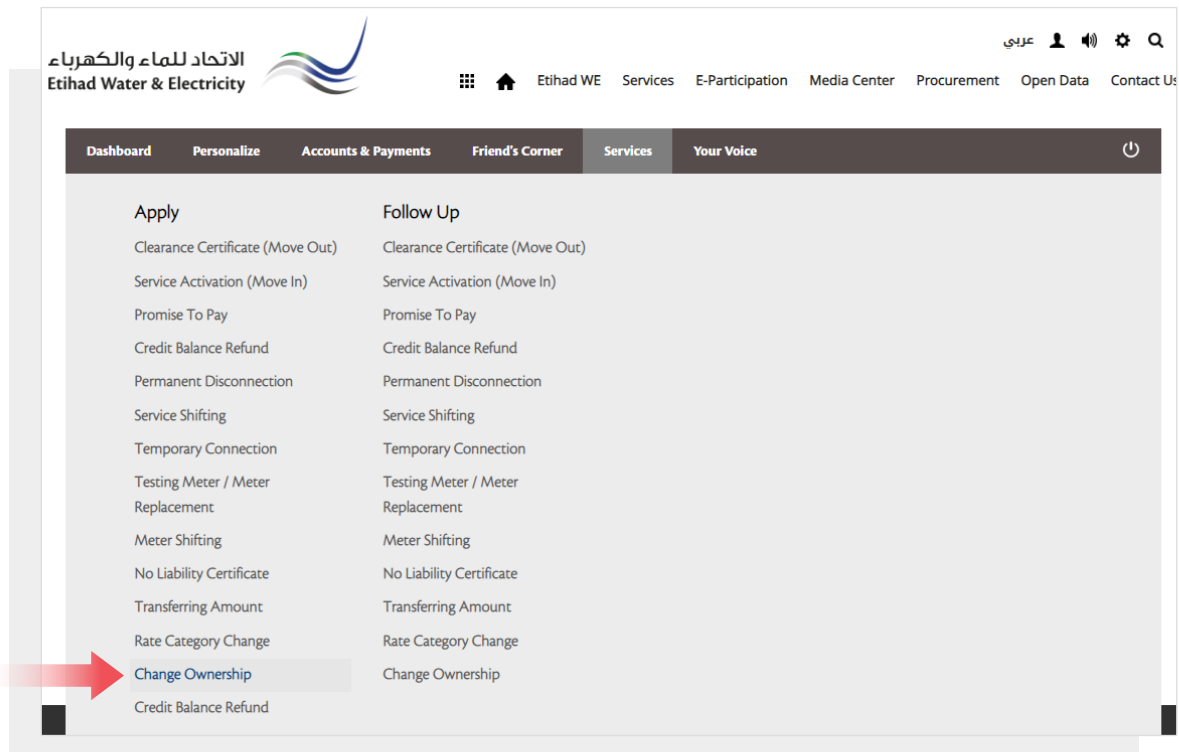 الاتحاد للماء والكهرباء
Etihad Water & Electricity
عربي
Etihad WE Services E-Participation Media Center Procurement Open Data Contact Us
Dashboard Personalize Accounts & Payments Friend's Corner Services Your Voice
Apply
Clearance Certificate (Move Out)
Service Activation (Move In)
Promise To Pay
Credit Balance Refund
Permanent Disconnection
Service Shifting
Temporary Connection
Testing Meter / Meter
Replacement
Meter Shifting
No Liability Certificate
Transferring Amount
Rate Category Change
Change Ownership
Credit Balance Refund
Follow Up
Clearance Certificate (Move Out)
Service Activation (Move In)
Promise To Pay
Credit Balance Refund
Permanent Disconnection
Service Shifting
Temporary Connection
Testing Meter / Meter
Replacement
Meter Shifting
No Liability Certificate
Transferring Amount
Rate Category Change
Change Ownership